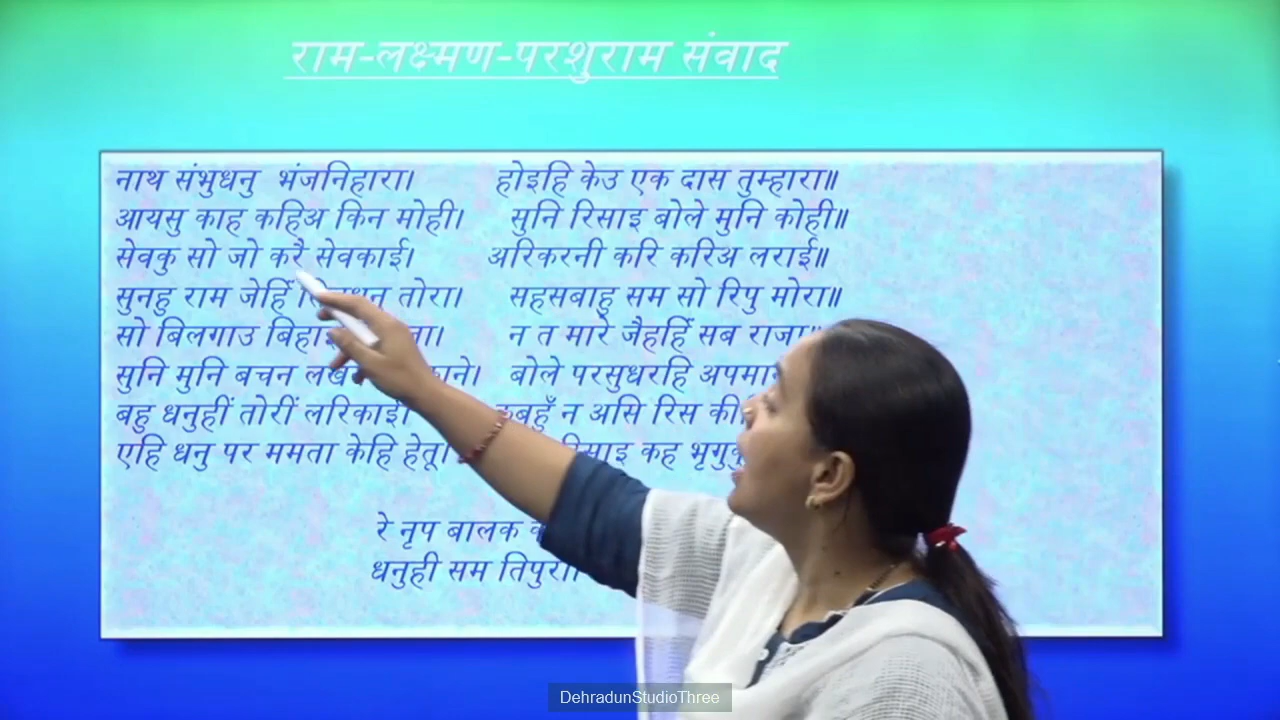 राम-लक्ष्मण-परशुराम संवाद
नाथ संभुधनु भंजनिहारा। होइहि केउ एक दास तुम्हारा॥
आयसु काह कहिअ किन मोही। सुनि रिसाइ बोले मुनि कोही॥
सेवकु सो जो करै सेवकाई। अरिकरनी करि करिअ लराई॥
सुनहु राम जेहिं तोरा। सहसबाहु सम सो रिपु मोरा॥
सो बिलगाउ न त मारे जैहहिं सब राजा॥
सुनि मुनि बचन बोले परसुधरहि
बहु धनुहीं तोरीं लरिकाईं न असि रिस
एहि धनु पर ममता केहि हेतू। कह
रे नृप बालक
धनुही सम
DehradunStudioThree